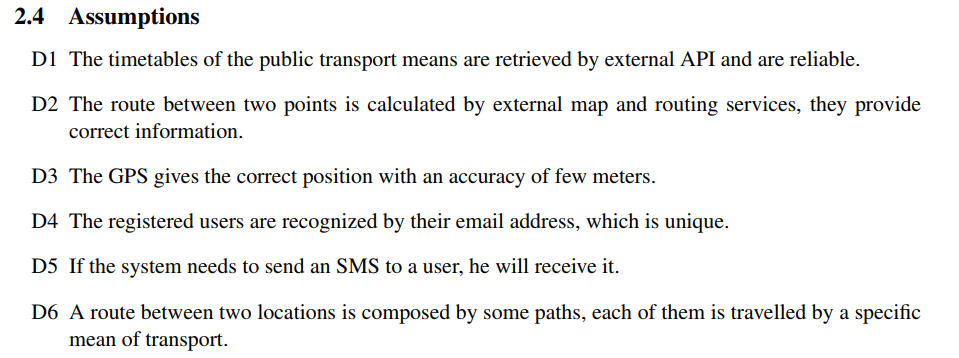 2.4 Assumptions
D1 The timetables of the public transport means are retrieved by external API and are reliable.
D2 The route between two points is calculated by external map and routing services, they provide
correct information.
D3 The GPS gives the correct position with an accuracy of few meters.
D4 The registered users are recognized by their email address, which is unique.
D5 If the system needs to send an SMS to a user, he will receive it.
D6 A route between two locations is composed by some paths, each of them is travelled by a specific
mean of transport.